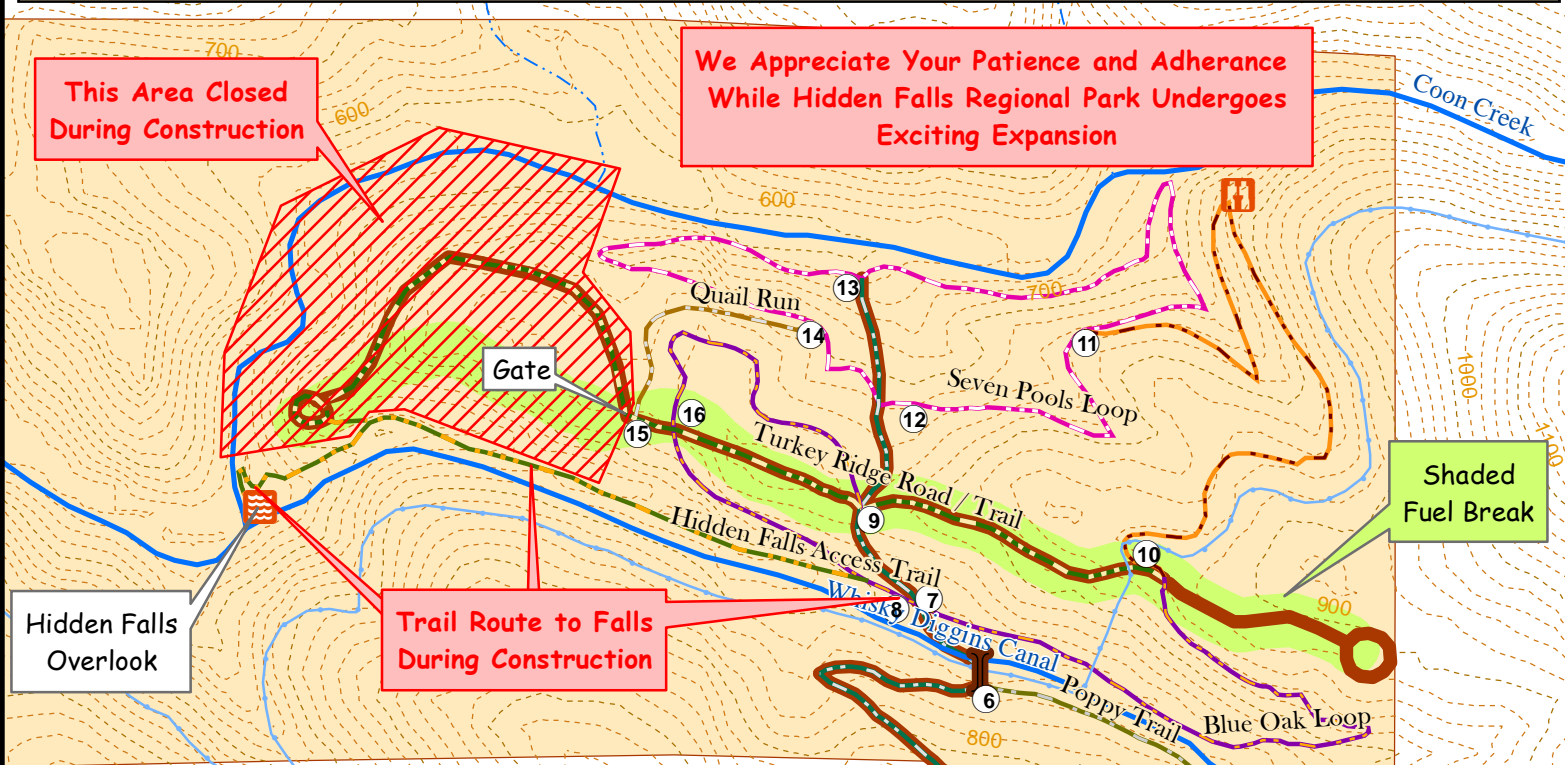 700
This Area Closed
During Construction
600
We Appreciate Your Patience and Adherance
While Hidden Falls Regional Park Undergoes
Exciting Expansion
Coon Creek
600
700
13
Quail Run
14
11
Gate
Seven Pools Loop
1000
1100
16
15
12
Turkey Ridge Road / Trail
Shaded
Fuel Break
9
Hidden Falls Access Trail
10
Hidden Falls
Overlook
Trail Route to Falls
During Construction
8
7
Whisky Diggins Canal
900
6
Poppy Trail
Blue Oak Loop
800